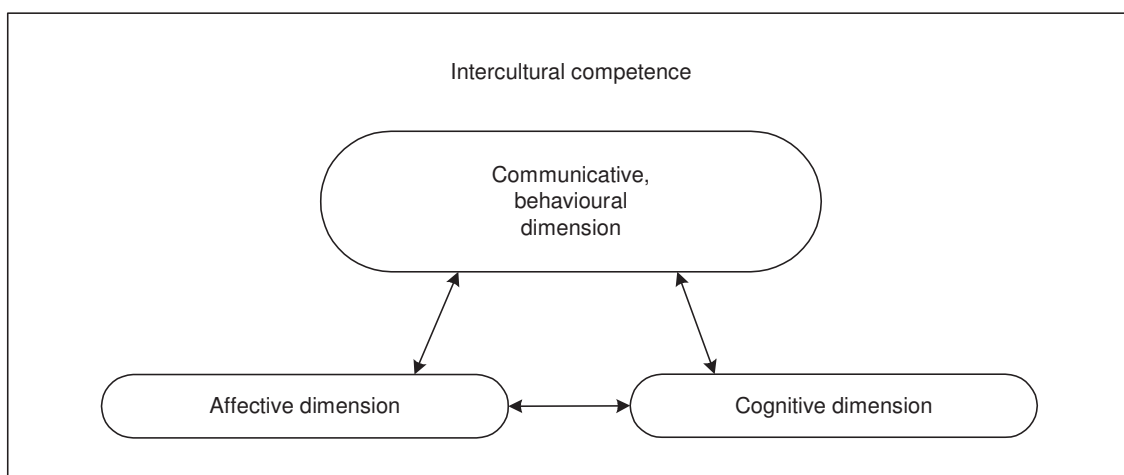 Intercultural competence
Communicative,
behavioural
dimension
Affective dimension
Cognitive dimension